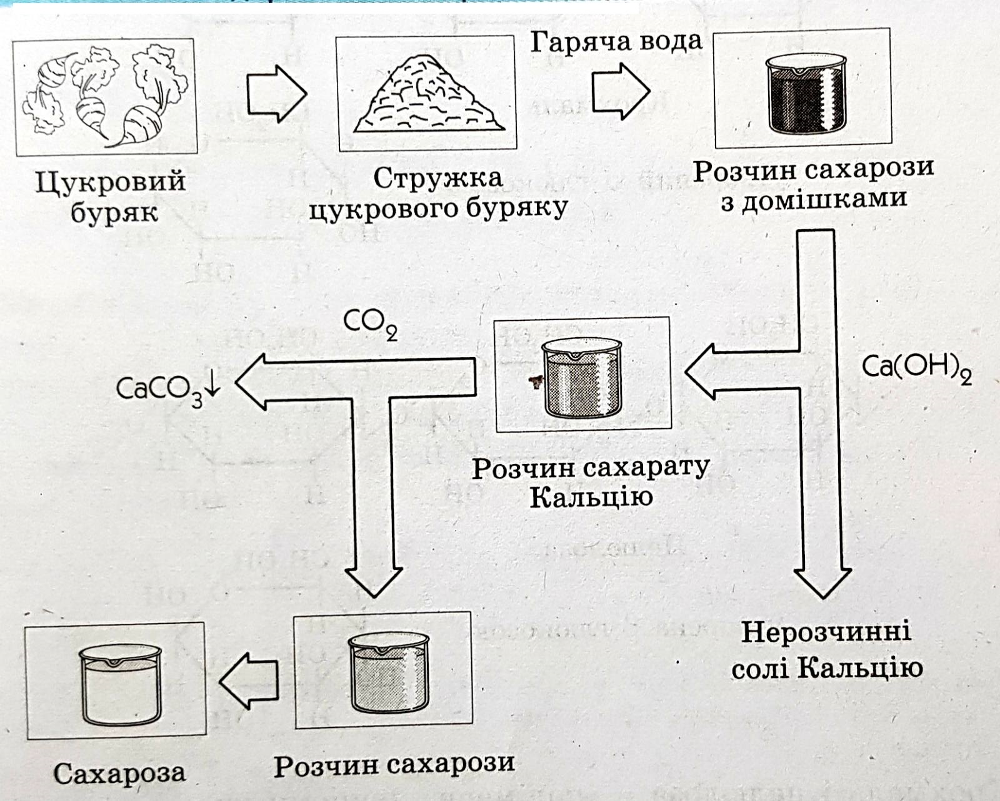 Гаряча вода
Цукровий
буряк
Стружка
цукрового буряку
Розчин сахарози
з домішками
CO₂
CaCO₃↓
Ca(OH)₂
Розчин сахарату
Кальцію
Нерозчинні
солі Кальцію
Сахароза
Розчин сахарози